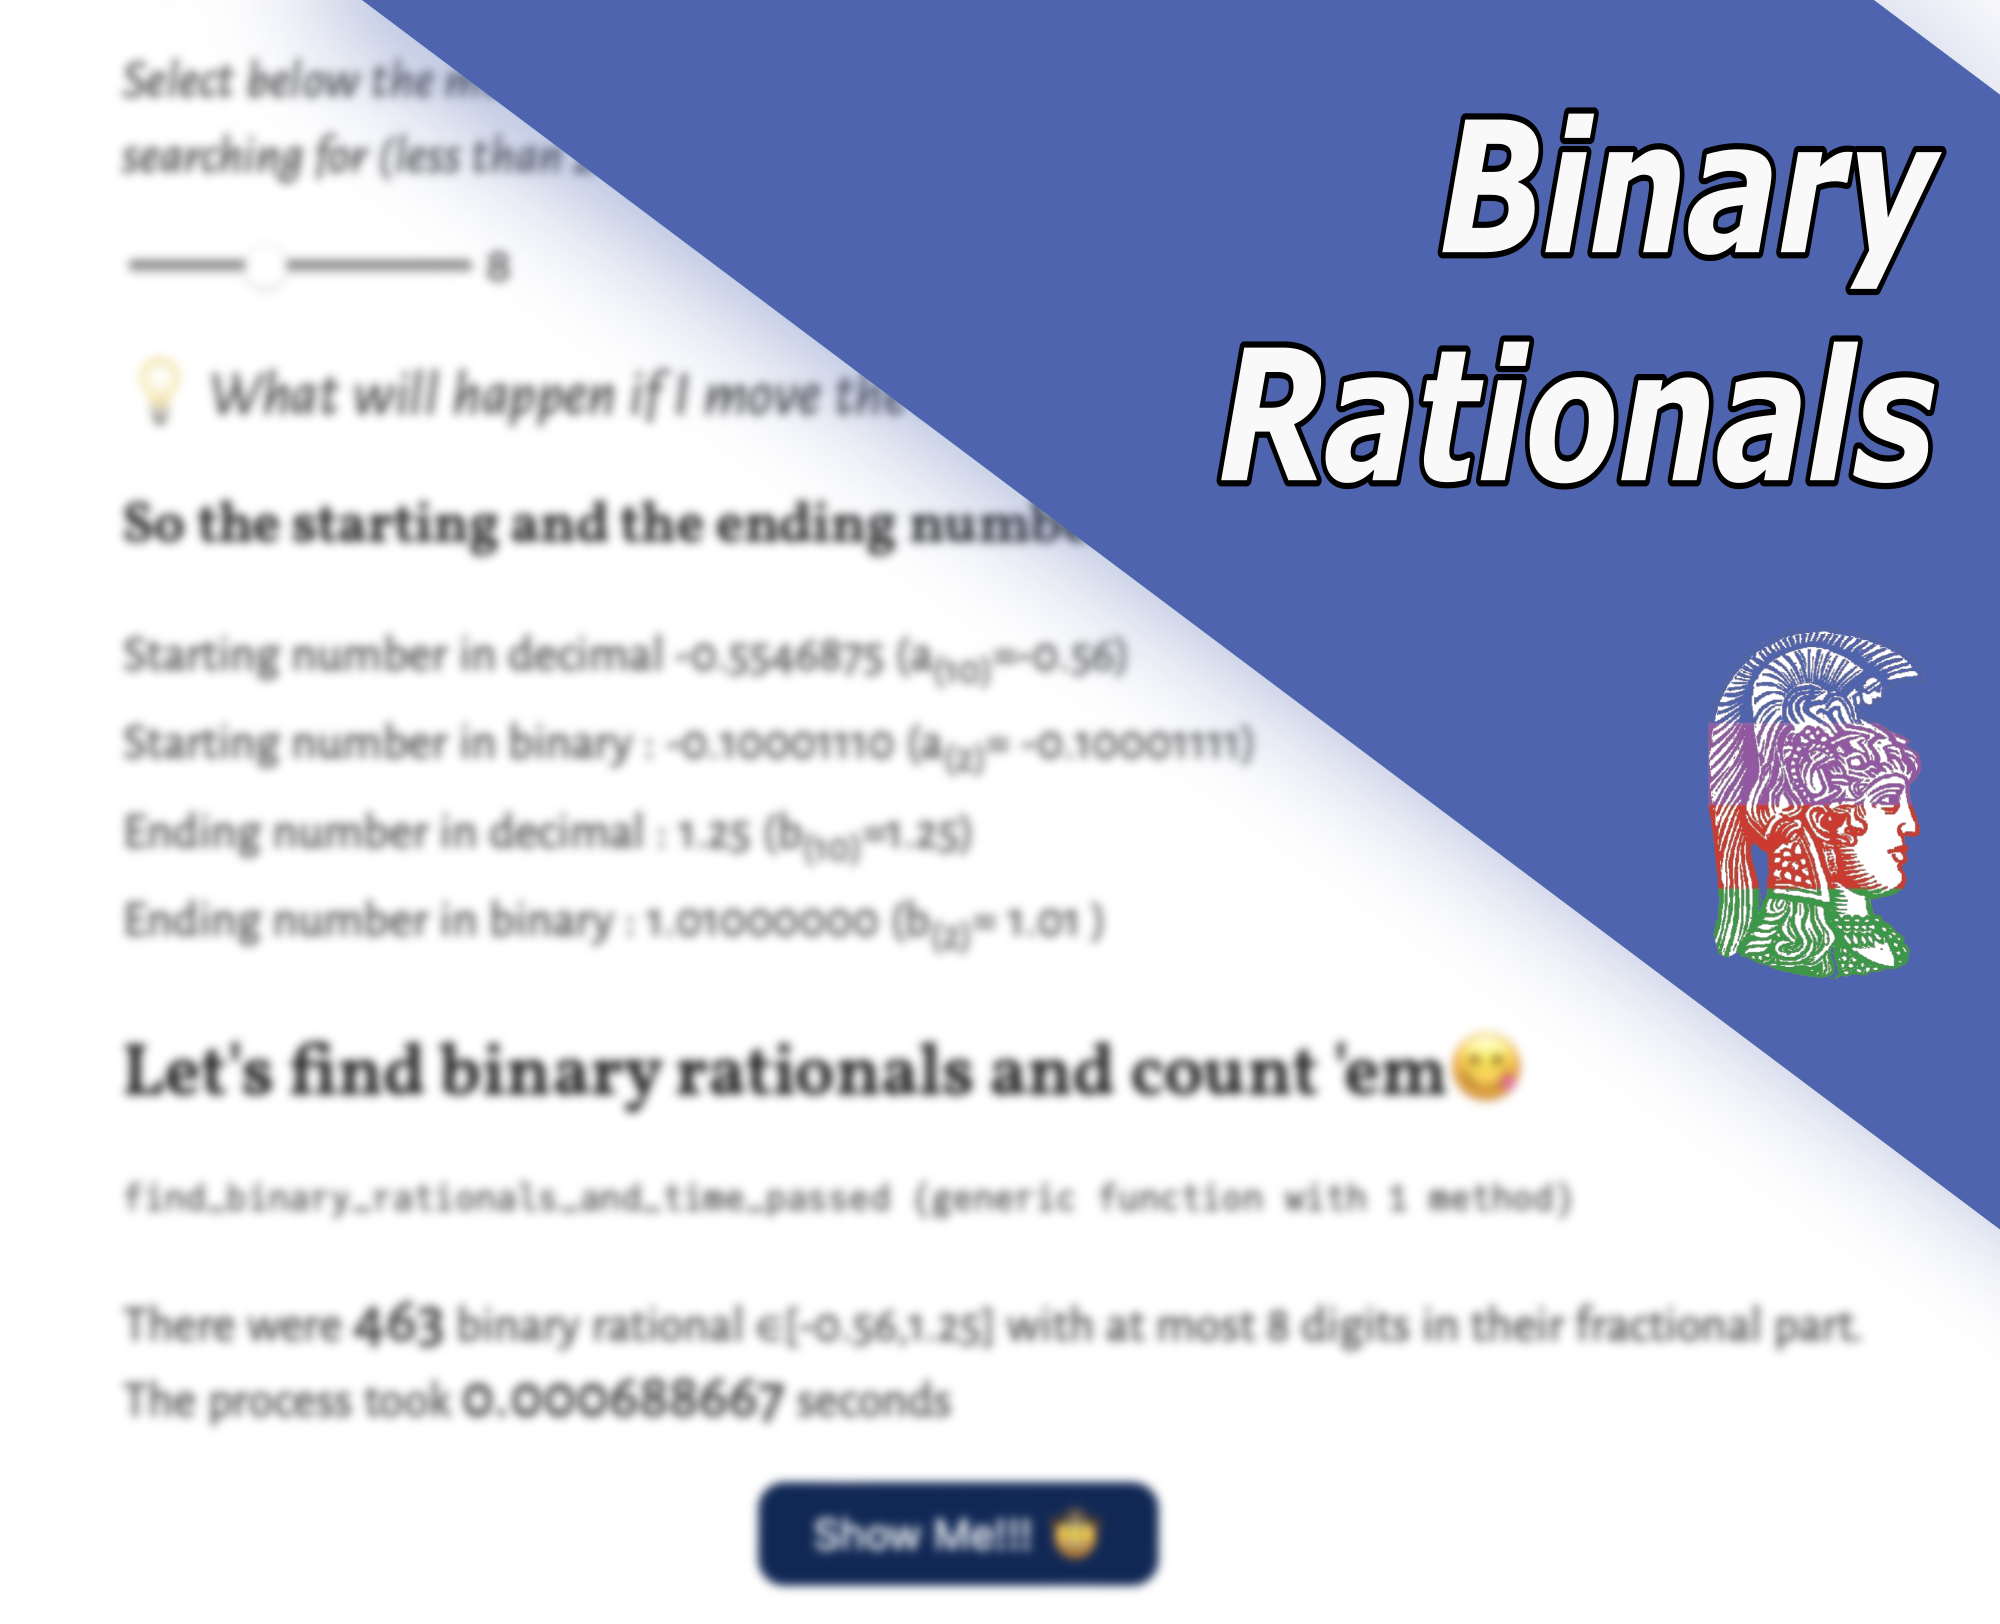 Binary
Rationals
Select below the
searching for (less than
8
What will happen if I move the
So the starting and the ending
Starting number in decimal -0.5546875 (a(10)=-0.56)
Starting number in binary : -0.10001110 (a(2)= -0.10001111)
Ending number in decimal : 1.25 (b(10)=1.25)
Ending number in binary : 1.01000000 (b(2)= 1.01 )
Let's find binary rationals and count 'em
find_binary_rationals_and_time_passed (generic function with 1 method)
There were 463 binary rational ∈[-0.56,1.25] with at most 8 digits in their fractional part.
The process took 0.000688667 seconds
Show Me!!!